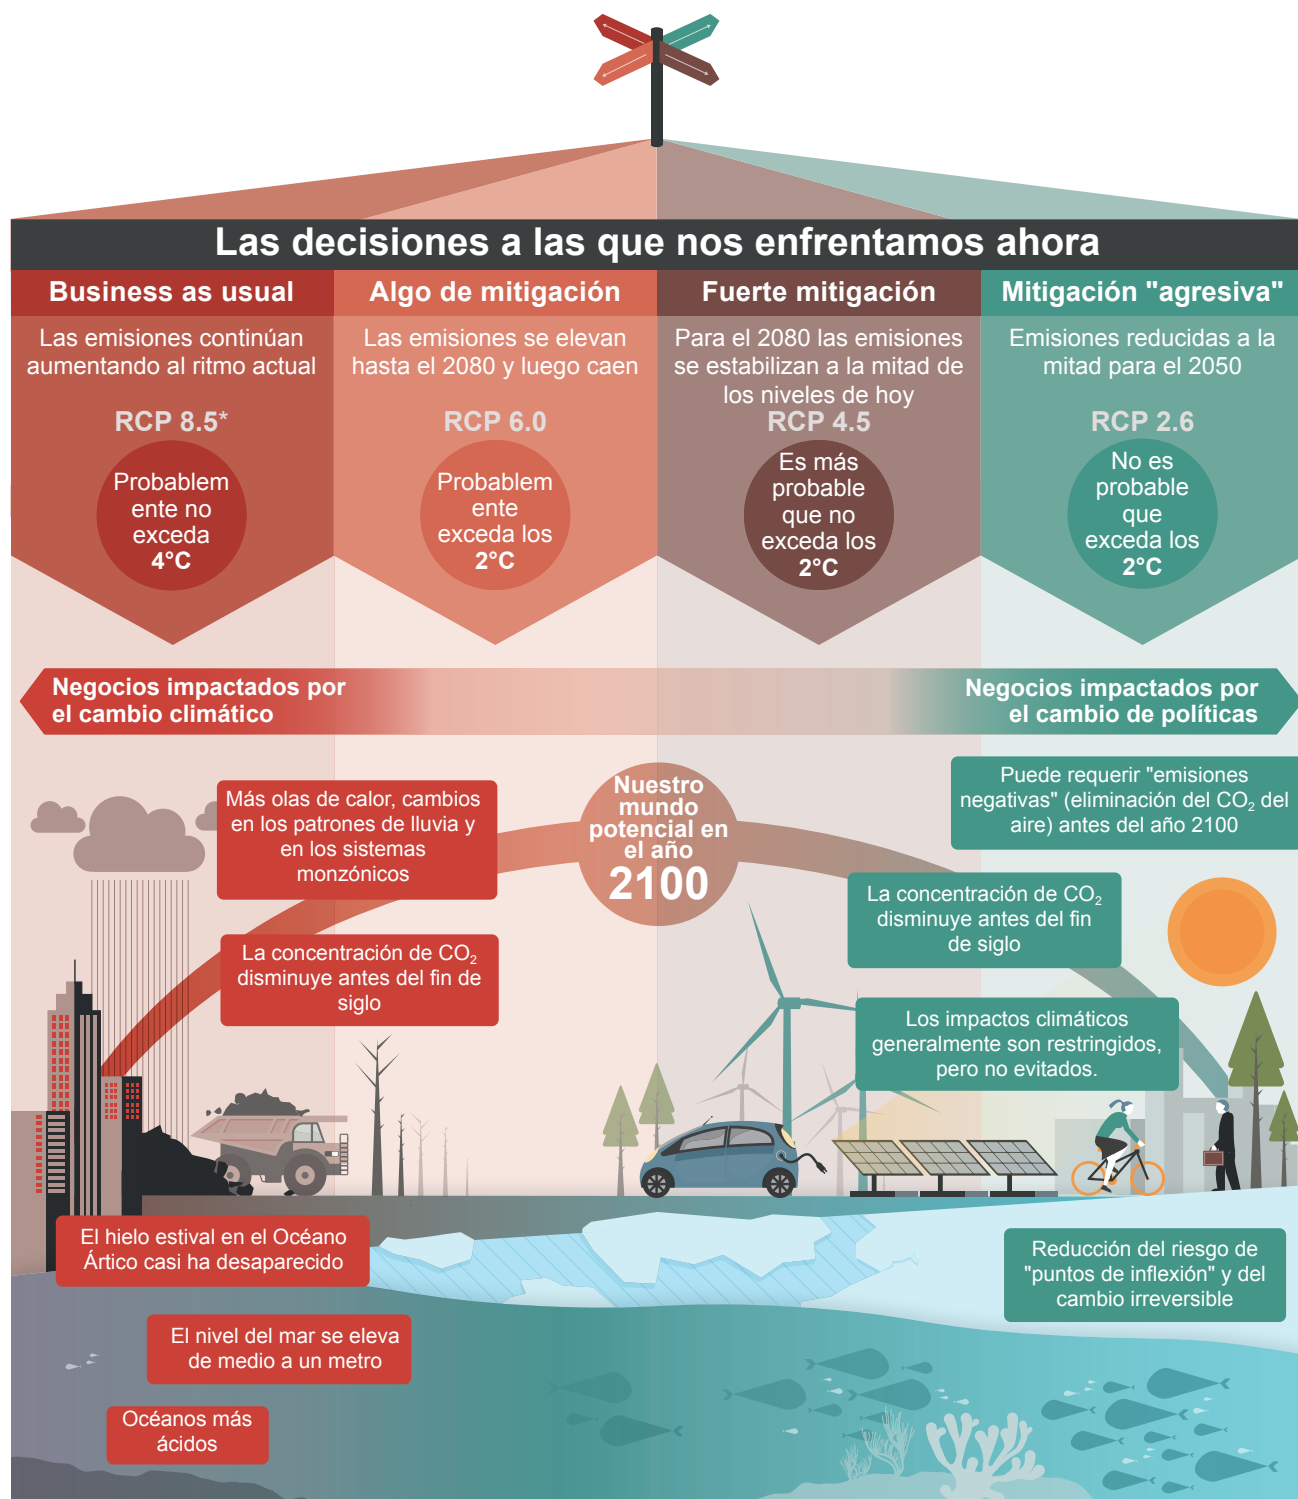 Las decisiones a las que nos enfrentamos ahora
Business as usual
Las emisiones continúan
aumentando al ritmo actual
RCP 8.5*
Probablem
ente no
exceda
4°C
Algo de mitigación
Las emisiones se elevan
hasta el 2080 y luego caen
RCP 6.0
Probablem
ente
exceda los
2°C
Fuerte mitigación
Para el 2080 las emisiones
se estabilizan a la mitad de
los niveles de hoy
RCP 4.5
Es más
probable
que no
exceda los
2°C
Mitigación "agresiva"
Emisiones reducidas a la
mitad para el 2050
RCP 2.6
No es
probable
que
exceda los
2°C
Negocios impactados por
el cambio climático
Negocios impactados por
el cambio de políticas
Nuestro
mundo
potencial en
el año
2100
Más olas de calor, cambios
en los patrones de lluvia y
en los sistemas
monzónicos
La concentración de CO₂
disminuye antes del fin de
siglo
Puede requerir "emisiones
negativas" (eliminación del CO₂ del
aire) antes del año 2100
La concentración de CO₂
disminuye antes del fin
de siglo
Los impactos climáticos
generalmente son restringidos,
pero no evitados.
El hielo estival en el Océano
Ártico casi ha desaparecido
El nivel del mar se eleva
de medio a un metro
Océanos más
ácidos
Reducción del riesgo de
"puntos de inflexión" y del
cambio irreversible